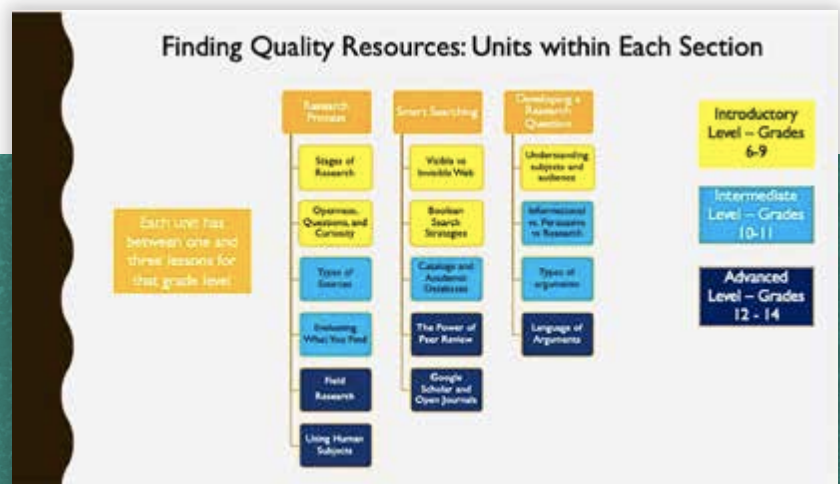 Finding Quality Resources: Units within Each Section
Research
Process
Stages of
Research
Openness,
Questions, and
Curiosity
Types of
Sources
Evaluating
What You Find
Field
Research
Using Human
Subjects
Smart Searching
Visible vs
Invisible Web
Boolean
Search
Strategies
Catalogs and
Academic
Databases
The Power of
Peer Review
Google
Scholar and
Open Journals
Developing a
Research
Question
Understanding
subjects and
audience
Informational
vs. Persuasive
vs Research
Types of
arguments
Language of
Arguments
Each unit has
between one and
three lessons for
that grade level
Introductory
Level – Grades
6-9
Intermediate
Level – Grades
10-11
Advanced
Level – Grades
12 - 14